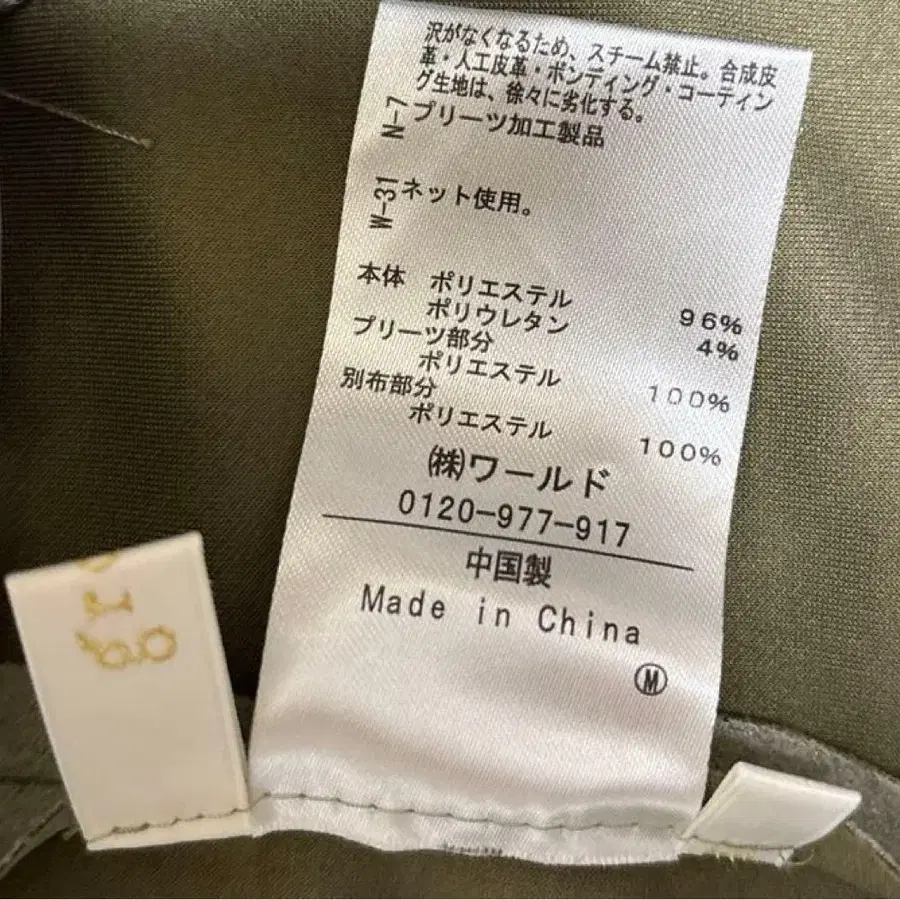 沢がなくなるため、スチーム禁止。合成皮
革・人工皮革・ボンディング・コーティン
グ生地は、徐々に劣化する。
N-7 プリーツ加工製品
W-31 ネット使用。
本体 ポリエステル 96%
ポリウレタン 4%
プリーツ部分
ポリエステル 100%
別布部分
ポリエステル 100%
㈱ワールド
0120-977-917
中国製
Made in China
Ⓜ